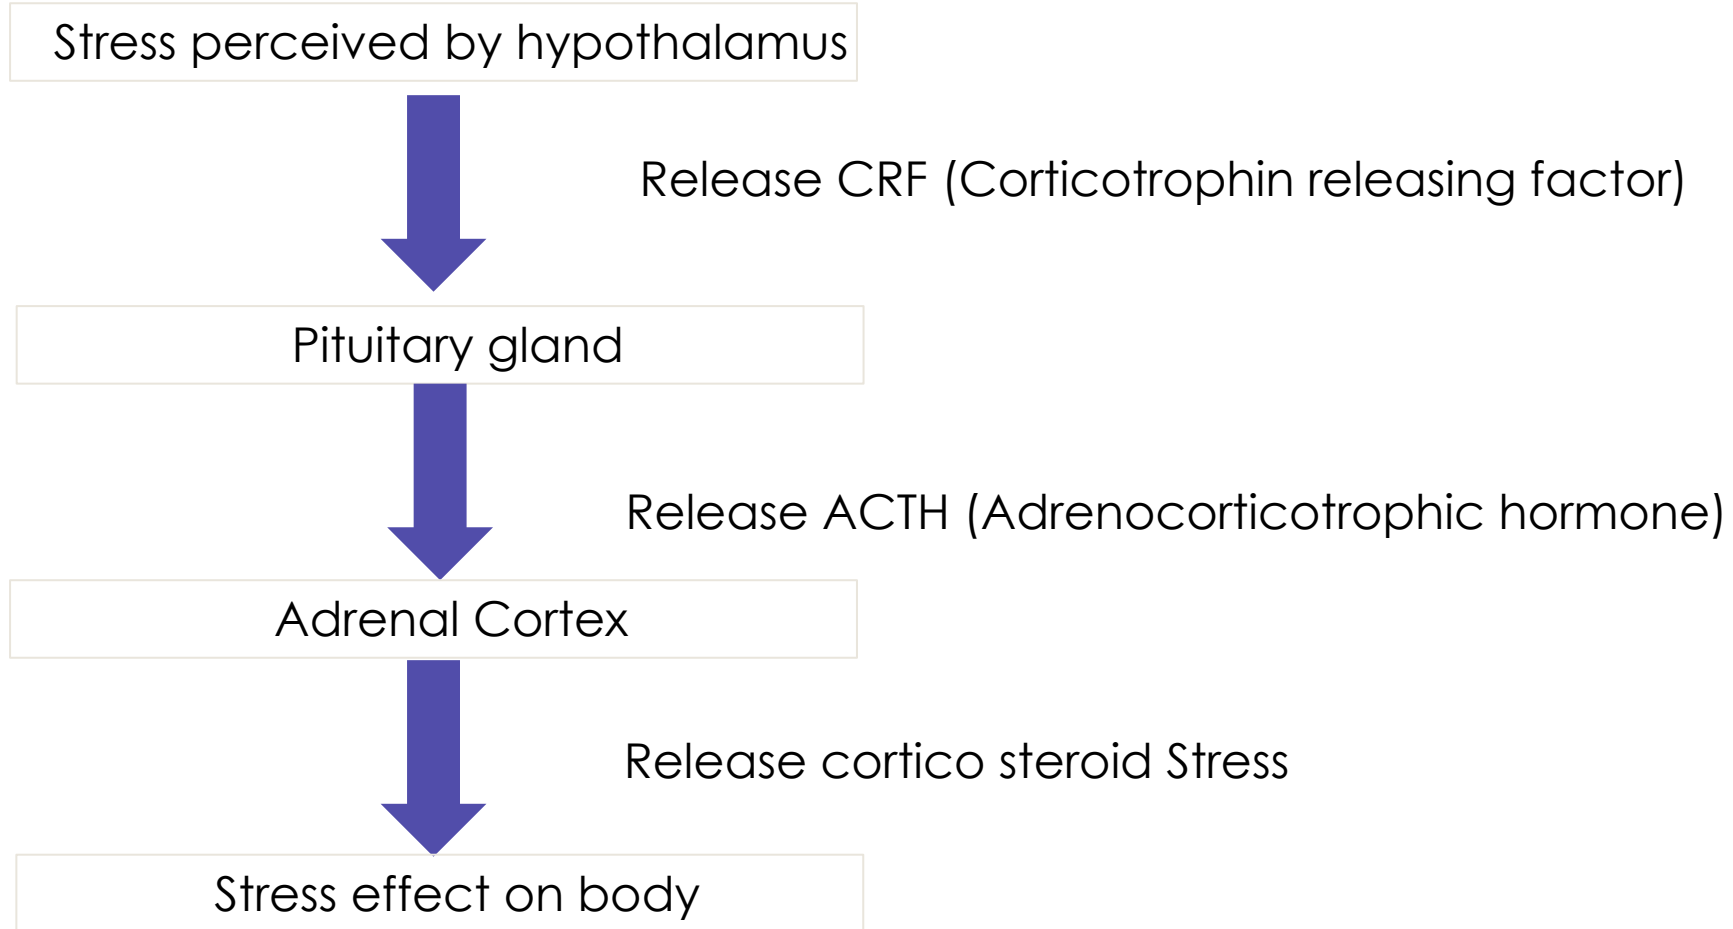 Stress perceived by hypothalamus
Release CRF (Corticotrophin releasing factor)
Pituitary gland
Release ACTH (Adrenocorticotrophic hormone)
Adrenal Cortex
Release cortico steroid Stress
Stress effect on body